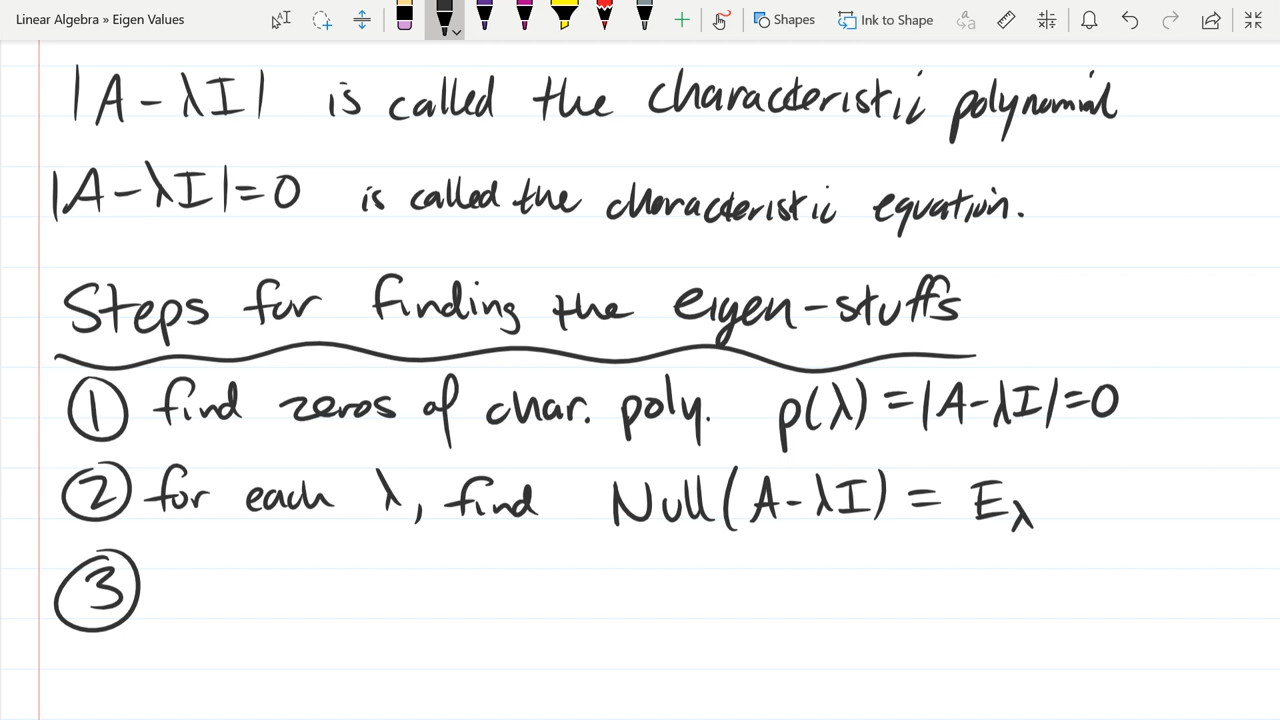 Linear Algebra » Eigen Values
Shapes
Ink to Shape
|A - λI| is called the characteristic polynomial
|A - λI| = 0 is called the characteristic equation.
Steps for finding the eigen-stuffs
① find zeros of char. poly. p(λ) = |A-λI| = 0
② for each λ, find Null(A-λI) = E_λ
③